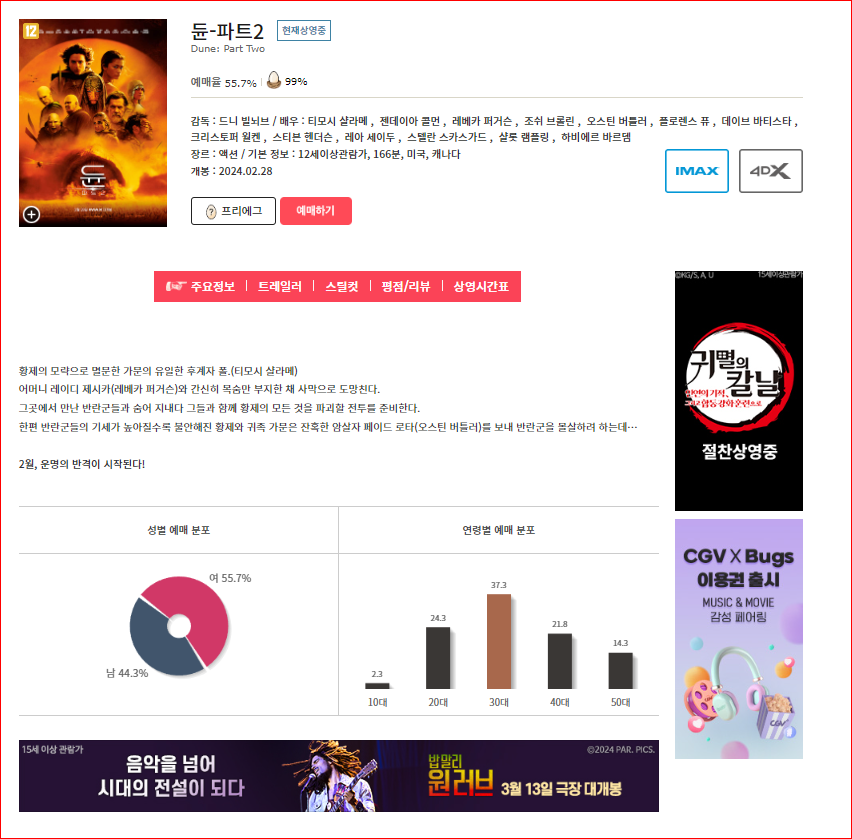 12
듄
듄-파트2 현재상영중
Dune: Part Two
예매율 55.7% 99%
감독 : 드니 빌뇌브 / 배우 : 티모시 샬라메 , 젠데이아 콜먼 , 레베카 퍼거슨 , 조쉬 브롤린 , 오스틴 버틀러 , 플로렌스 퓨 , 데이브 바티스타 ,
크리스토퍼 월켄 , 스티븐 헨더슨 , 레아 세이두 , 스텔란 스카스가드 , 샬롯 램플링 , 하비에르 바르뎀
장르 : 액션 / 기본 정보 : 12세이상관람가, 166분, 미국, 캐나다
개봉 : 2024.02.28
IMAX 4DX
프리에그 예매하기
주요정보 트레일러 스틸컷 평점/리뷰 상영시간표
황제의 모략으로 멸문한 가문의 유일한 후계자 폴.(티모시 샬라메)
어머니 레이디 제시카(레베카 퍼거슨)와 간신히 목숨만 부지한 채 사막으로 도망친다.
그곳에서 만난 반란군들과 숨어 지내다 그들과 함께 황제의 모든 것을 파괴할 전투를 준비한다.
한편 반란군들의 기세가 높아질수록 불안해진 황제와 귀족 가문은 잔혹한 암살자 페이드 로타(오스틴 버틀러)를 보내 반란군을 몰살하려 하는데…
2월, 운명의 반격이 시작된다!
성별 예매 분포
여 55.7%
남 44.3%
연령별 예매 분포
2.3 24.3 37.3 21.8 14.3
10대 20대 30대 40대 50대
©KG/S, A, U 15세이상관람가
귀멸의
칼날
인연의 기적,
그리고 합동 강화 훈련으로
절찬상영중
CGV X Bugs
이용권 출시
MUSIC & MOVIE
감성 페어링
CGV
15세 이상 관람가 ©2024 PAR. PICS.
음악을 넘어
시대의 전설이 되다
밥 말리
원 러브 3월 13일 극장 대개봉